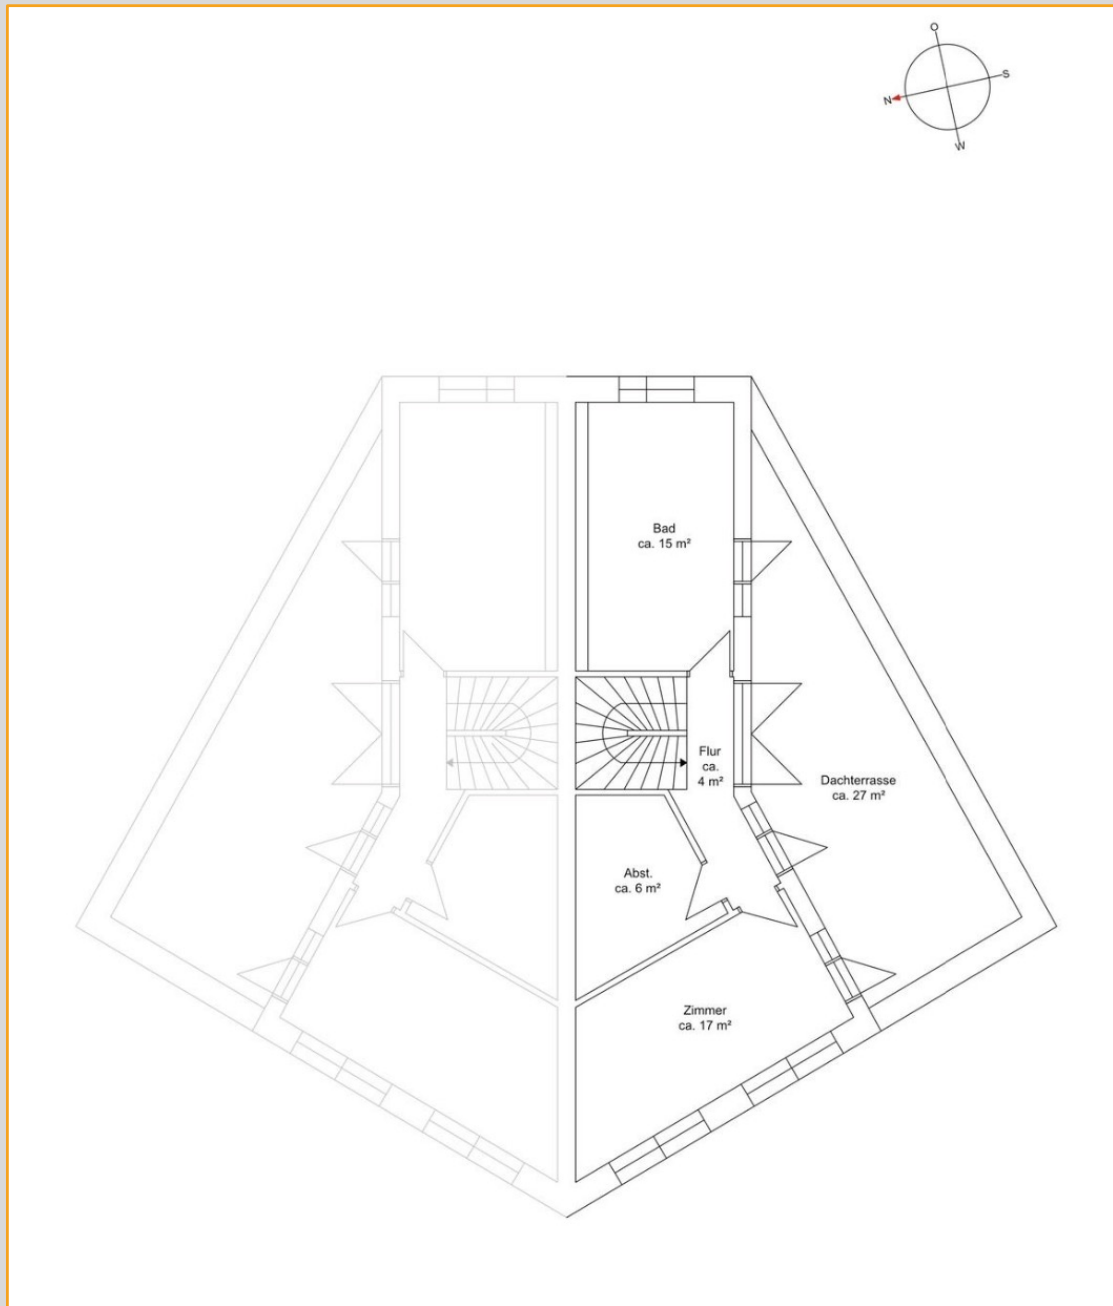 O
S
N
W
Bad
ca. 15 m²
Flur
ca.
4 m²
Dachterrasse
ca. 27 m²
Abst.
ca. 6 m²
Zimmer
ca. 17 m²